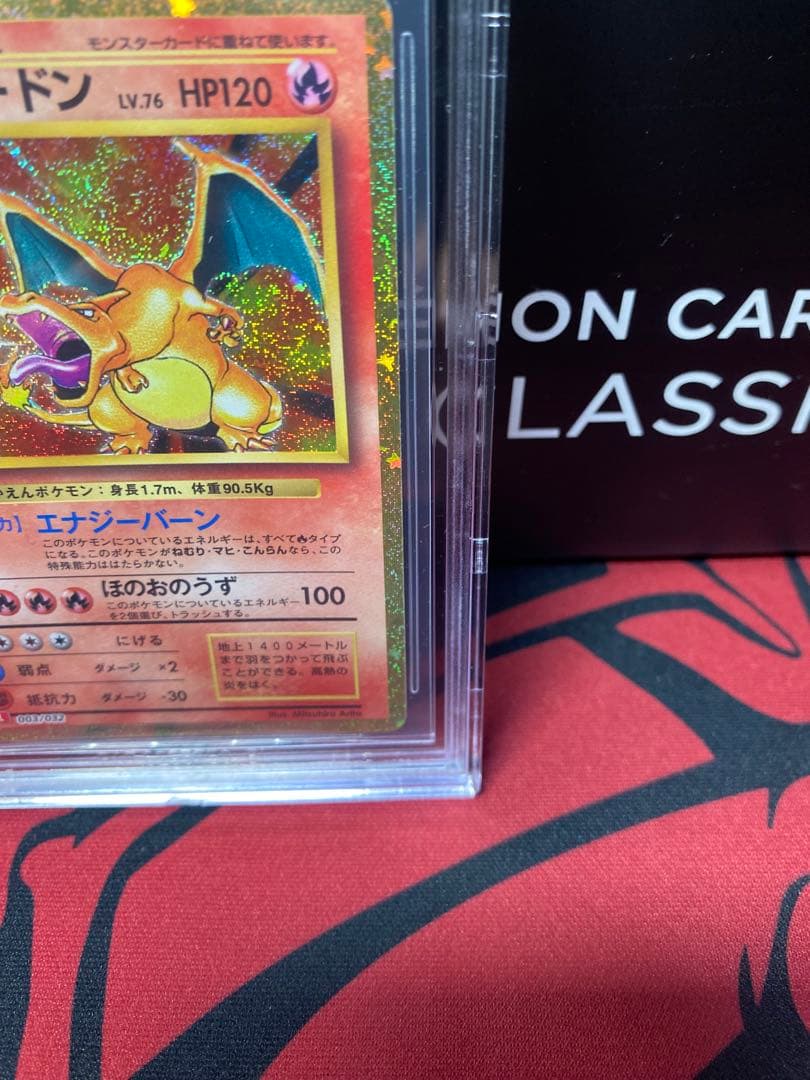 モンスターカードに重ねて使います
ードン LV.76 HP120
えんポケモン：身長1.7m、体重90.5Kg
力］エナジーバーン
このポケモンについているエネルギーは、すべて🔥タイプ
になる。このポケモンがねむり・マヒ・こんらんなら、この
特殊能力ははたらかない。
ほのおのうず 100
このポケモンについているエネルギー
を2個選び、トラッシュする。
にげる
弱点 ダメージ ×2
抵抗力 ダメージ -30
地上1400メートル
まで羽をつかって飛ぶ
ことができる。高熱の
炎をはく。
003/032
Illus. Mitsuhiro Arita
ON CAR
CLASSI